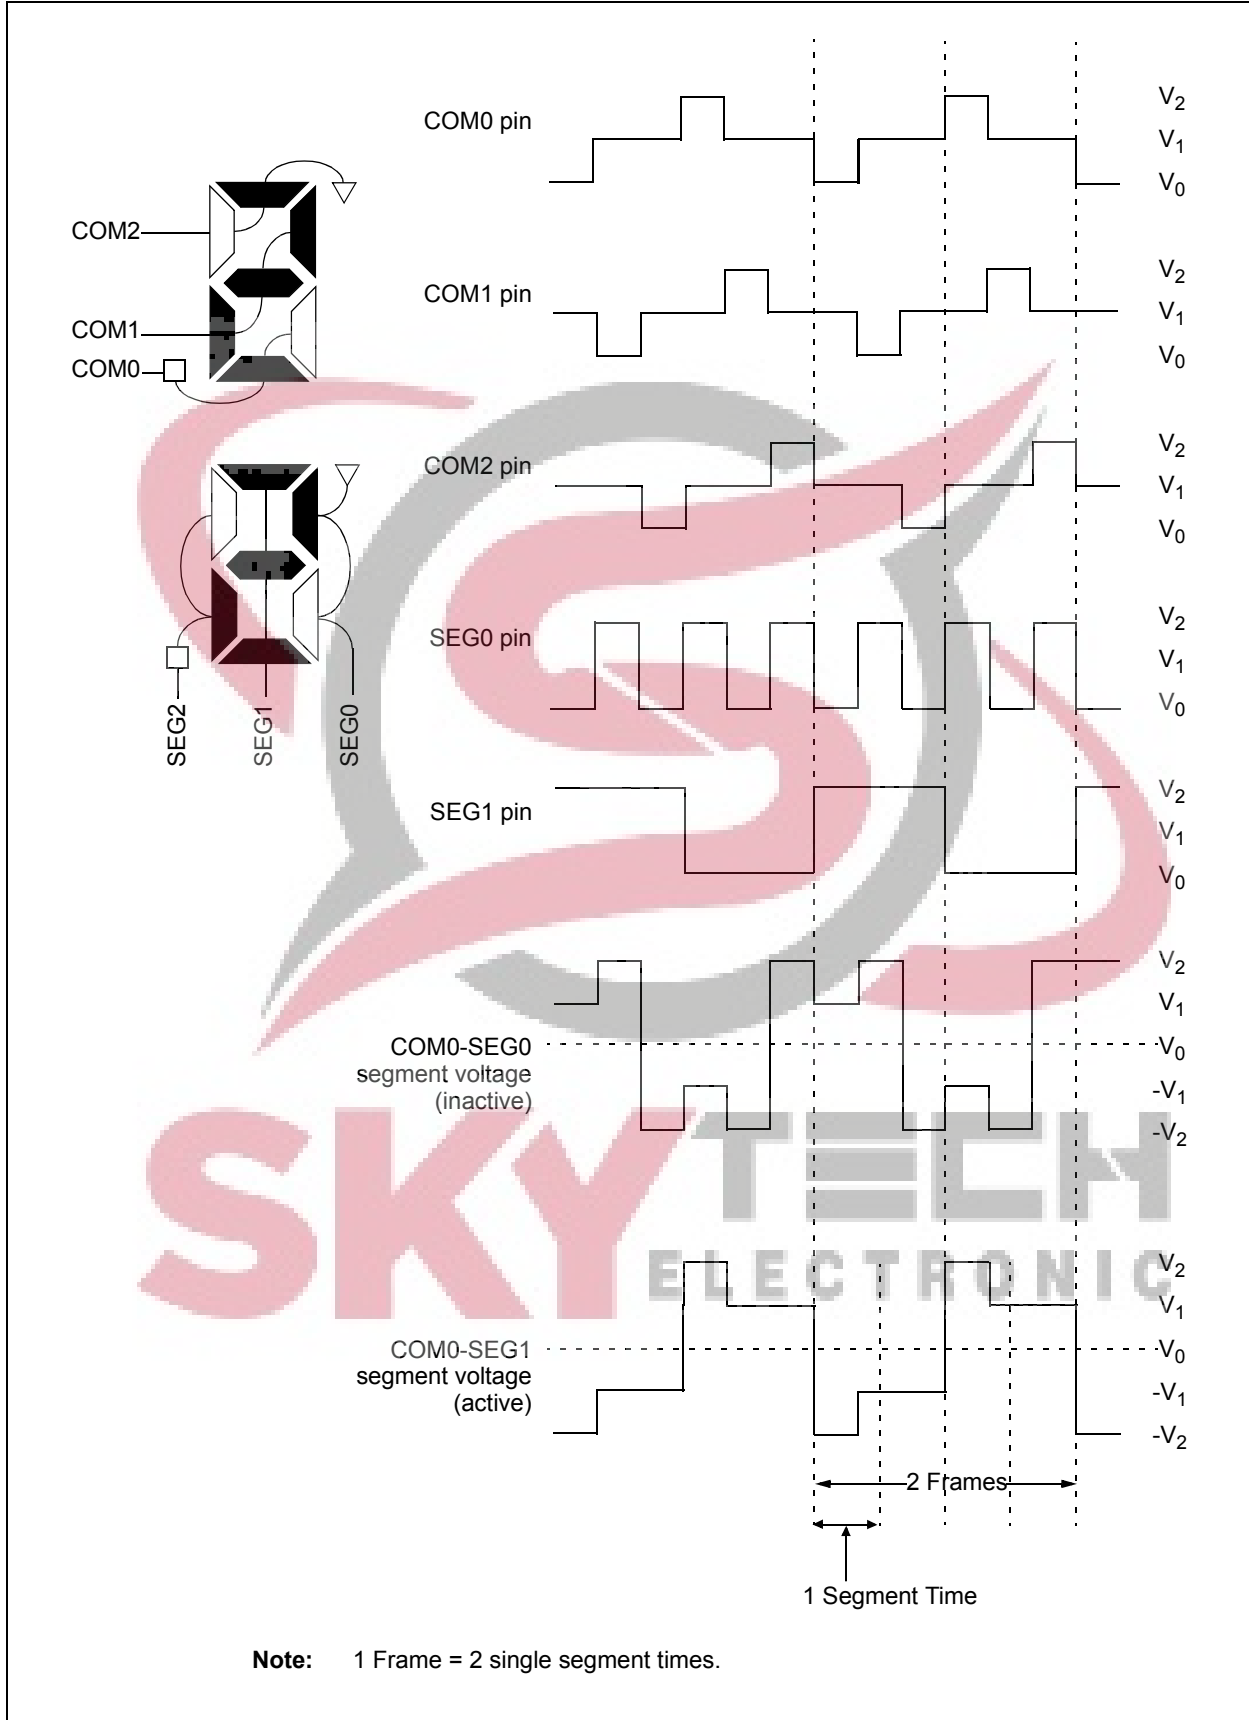 COM0 pin
V2
V1
V0
COM2
COM1
COM0
COM1 pin
V2
V1
V0
COM2 pin
V2
V1
V0
SEG2
SEG1
SEG0
SEG0 pin
V2
V1
V0
SEG1 pin
V2
V1
V0
COM0-SEG0
segment voltage
(inactive)
V2
V1
V0
-V1
-V2
SKY TECH
ELECTRONIC
COM0-SEG1
segment voltage
(active)
V2
V1
V0
-V1
-V2
2 Frames
1 Segment Time
Note: 1 Frame = 2 single segment times.